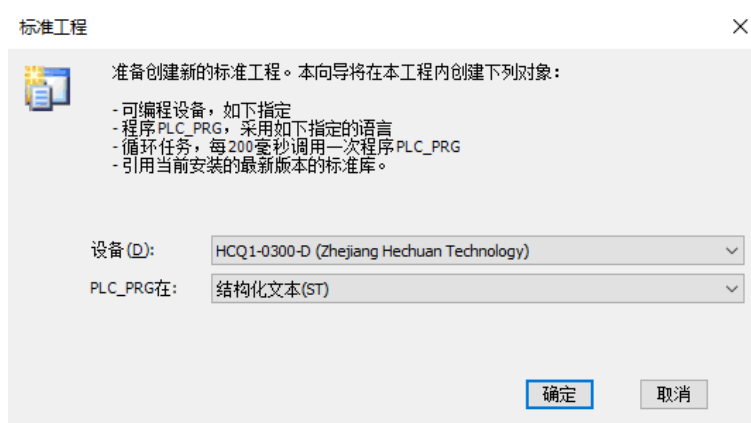 标准工程
准备创建新的标准工程。本向导将在本工程内创建下列对象：
- 可编程设备，如下指定
- 程序PLC_PRG，采用如下指定的语言
- 循环任务，每200毫秒调用一次程序PLC_PRG
- 引用当前安装的最新版本的标准库。
设备(D): HCQ1-0300-D (Zhejiang Hechuan Technology)
PLC_PRG在: 结构化文本(ST)
确定 取消